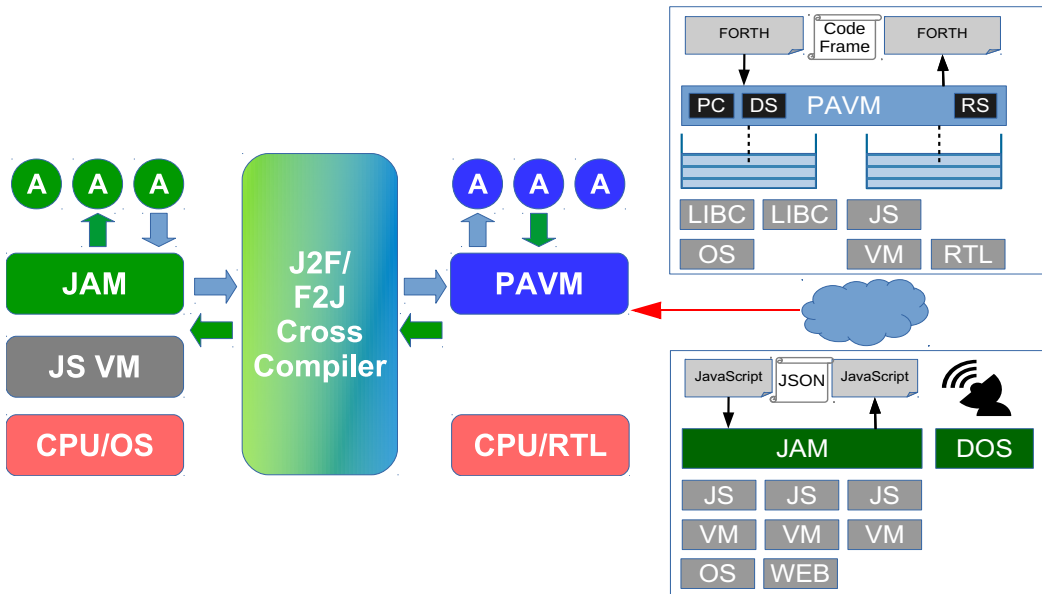 A A A
JAM
JS VM
CPU/OS
J2F/
F2J
Cross
Compiler
A A A
PAVM
CPU/RTL
FORTH
Code
Frame
FORTH
PC DS PAVM RS
LIBC LIBC JS
OS VM RTL
JavaScript
JSON
JavaScript
JAM
DOS
JS JS JS
VM VM VM
OS WEB